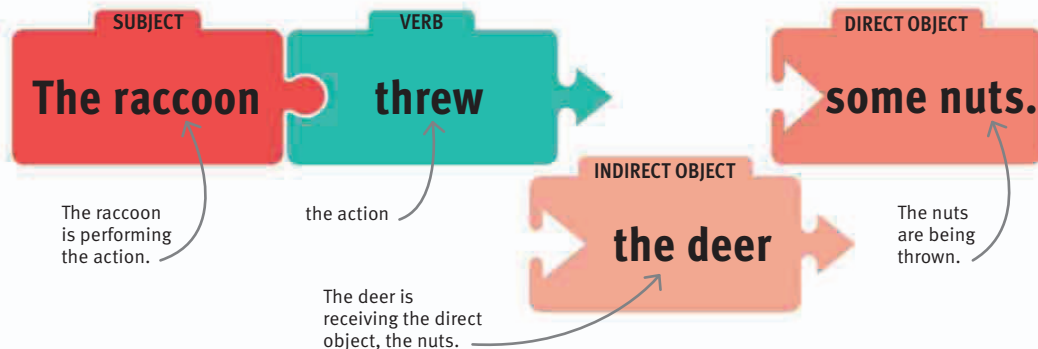 SUBJECT
The raccoon
VERB
threw
DIRECT OBJECT
some nuts.
INDIRECT OBJECT
the deer
The raccoon
is performing
the action.
the action
The deer is
receiving the direct
object, the nuts.
The nuts
are being
thrown.